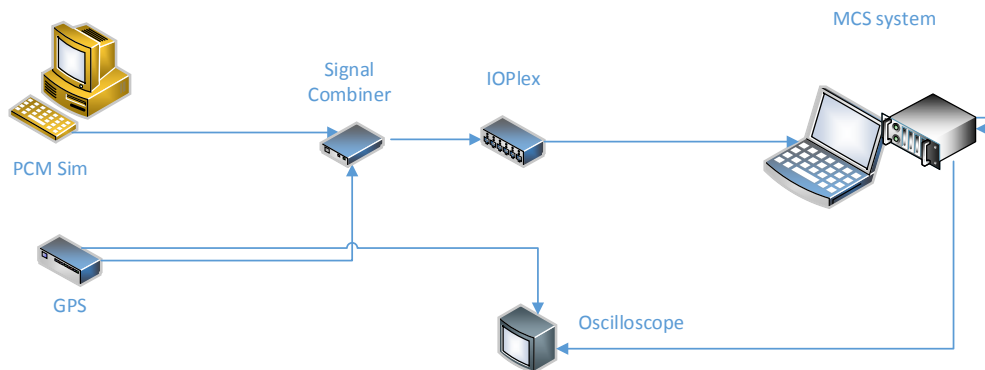 MCS system
Signal
Combiner
IOPlex
PCM Sim
GPS
Oscilloscope